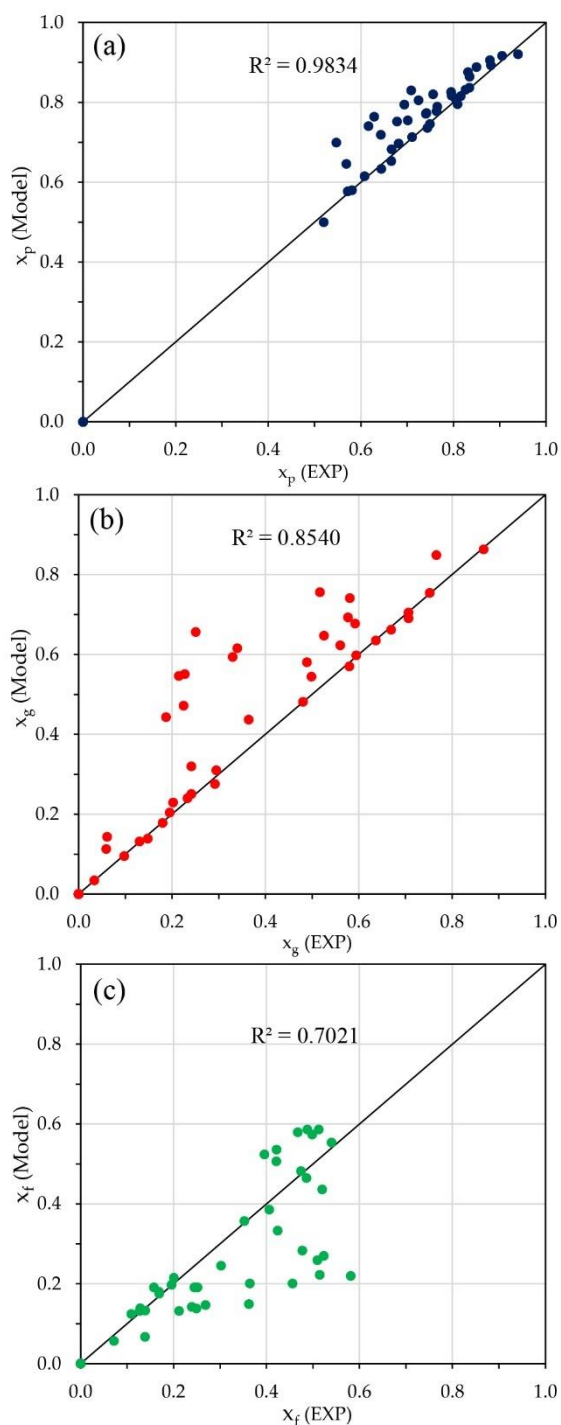 (a)
R² = 0.9834
1.0
0.8
0.6
0.4
0.2
0.0
xp (Model)
0.0 0.2 0.4 0.6 0.8 1.0
xp (EXP)
(b)
R² = 0.8540
1.0
0.8
0.6
0.4
0.2
0.0
xg (Model)
0.0 0.2 0.4 0.6 0.8 1.0
xg (EXP)
(c)
R² = 0.7021
1.0
0.8
0.6
0.4
0.2
0.0
xf (Model)
0.0 0.2 0.4 0.6 0.8 1.0
xf (EXP)